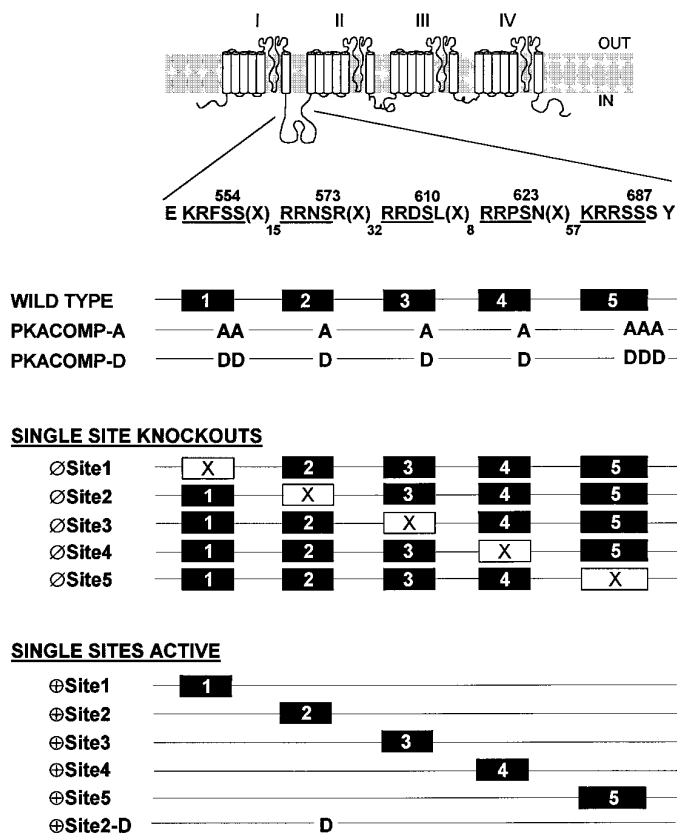 I II III IV
OUT
IN
554 573 610 623 687
E KRFSS(X) RRNSR(X) RRDSL(X) RRPSN(X) KRRSSS Y
15 32 8 57
WILD TYPE 1 2 3 4 5
PKACOMP-A AA A A A AAA
PKACOMP-D DD D D D DDD
SINGLE SITE KNOCKOUTS
∅Site1 X 2 3 4 5
∅Site2 1 X 3 4 5
∅Site3 1 2 X 4 5
∅Site4 1 2 3 X 5
∅Site5 1 2 3 4 X
SINGLE SITES ACTIVE
⊕Site1 1
⊕Site2 2
⊕Site3 3
⊕Site4 4
⊕Site5 5
⊕Site2-D D